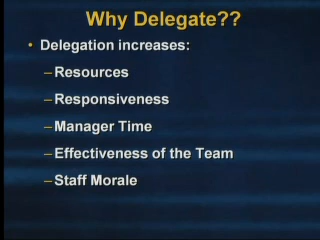 Why Delegate??
• Delegation increases:
– Resources
– Responsiveness
– Manager Time
– Effectiveness of the Team
– Staff Morale